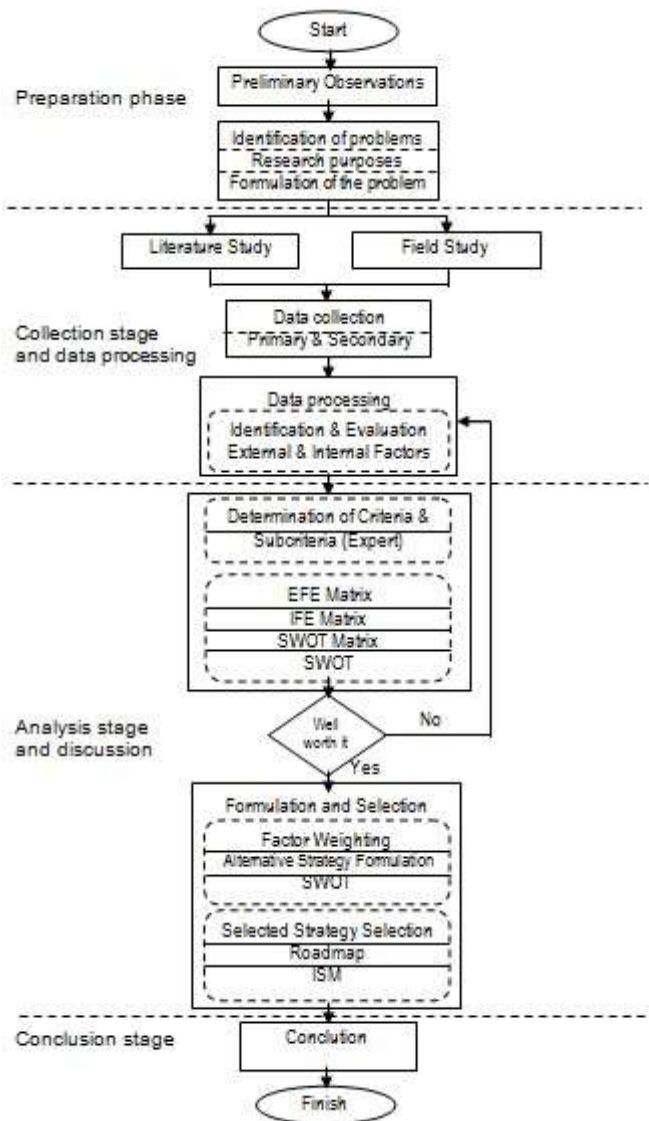 Start
Preparation phase
Preliminary Observations
Identification of problems
Research purposes
Formulation of the problem
Literature Study
Field Study
Collection stage
and data processing
Data collection
Primary & Secondary
Data processing
Identification & Evaluation
External & Internal Factors
Determination of Criteria &
Subcriteria (Expert)
EFE Matrix
IFE Matrix
SWOT Matrix
SWOT
Analysis stage
and discussion
Well
worth it
No
Yes
Formulation and Selection
Factor Weighting
Alternative Strategy Formulation
SWOT
Selected Strategy Selection
Roadmap
ISM
Conclusion stage
Conclution
Finish